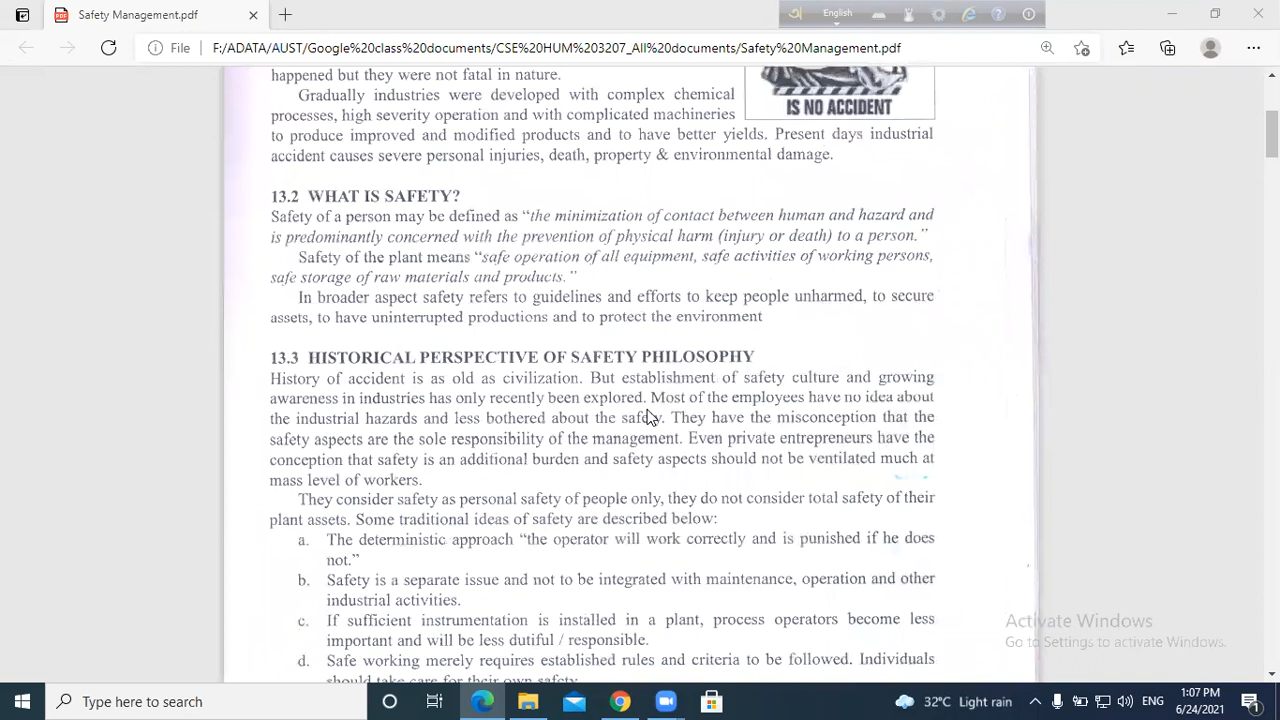 Safety Management.pdf
English
File
F:/ADATA/AUST/Google%20class%20documents/CSE%20HUM%203207_All%20documents/Safety%20Management.pdf
happened but they were not fatal in nature.
Gradually industries were developed with complex chemical
processes, high severity operation and with complicated machineries
IS NO ACCIDENT
to produce improved and modified products and to have better yields. Present days industrial
accident causes severe personal injuries, death, property & environmental damage.
13.2 WHAT IS SAFETY?
Safety of a person may be defined as “the minimization of contact between human and hazard and
is predominantly concerned with the prevention of physical harm (injury or death) to a person.”
Safety of the plant means “safe operation of all equipment, safe activities of working persons,
safe storage of raw materials and products.”
In broader aspect safety refers to guidelines and efforts to keep people unharmed, to secure
assets, to have uninterrupted productions and to protect the environment
13.3 HISTORICAL PERSPECTIVE OF SAFETY PHILOSOPHY
History of accident is as old as civilization. But establishment of safety culture and growing
awareness in industries has only recently been explored. Most of the employees have no idea about
the industrial hazards and less bothered about the safety. They have the misconception that the
safety aspects are the sole responsibility of the management. Even private entrepreneurs have the
conception that safety is an additional burden and safety aspects should not be ventilated much at
mass level of workers.
They consider safety as personal safety of people only, they do not consider total safety of their
plant assets. Some traditional ideas of safety are described below:
a. The deterministic approach “the operator will work correctly and is punished if he does
not.”
b. Safety is a separate issue and not to be integrated with maintenance, operation and other
industrial activities.
c. If sufficient instrumentation is installed in a plant, process operators become less
important and will be less dutiful / responsible.
d. Safe working merely requires established rules and criteria to be followed. Individuals
should take care for their own safety.
Activate Windows
Go to Settings to activate Windows.
Type here to search
32°C Light rain
ENG
1:07 PM
6/24/2021
1